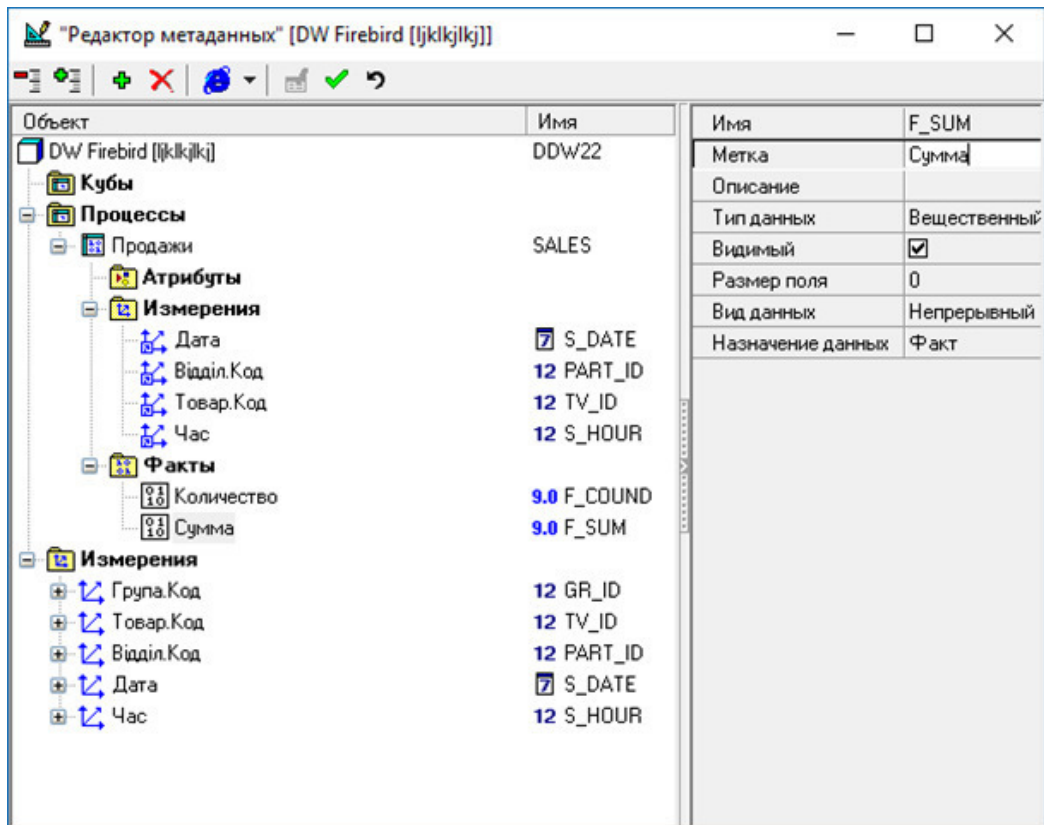 "Редактор метаданных" [DW Firebird [ljklkjlkj]]
Объект Имя
DW Firebird [ljklkjlkj] DDW22
Кубы
Процессы
Продажи SALES
Атрибуты
Измерения
Дата 7 S_DATE
Відділ.Код 12 PART_ID
Товар.Код 12 TV_ID
Час 12 S_HOUR
Факты
Количество 9.0 F_COUND
Сумма 9.0 F_SUM
Измерения
Група.Код 12 GR_ID
Товар.Код 12 TV_ID
Відділ.Код 12 PART_ID
Дата 7 S_DATE
Час 12 S_HOUR
Имя F_SUM
Метка Сумма
Описание
Тип данных Вещественный
Видимый
Размер поля 0
Вид данных Непрерывный
Назначение данных Факт